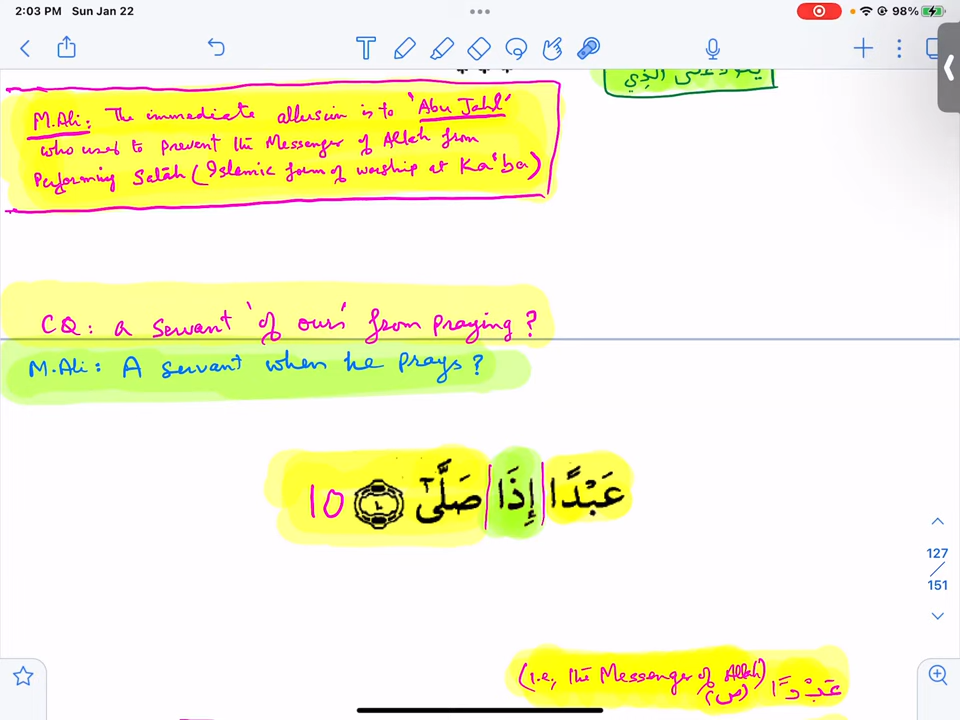 2:03 PM Sun Jan 22
98%
الذي
M.Ali: The immediate allusion is to 'Abu Jahl'
who used to prevent the Messenger of Allah from
performing Salāh (Islamic form of worship at Ka'ba)
CQ: a servant 'of ours' from praying?
M.Ali: A servant when he prays?
عَبْدًا إِذَا صَلَّىٰٓ ١٠ 10
127
151
(i.e., the Messenger of Allah) عَبْدًا
(ص)